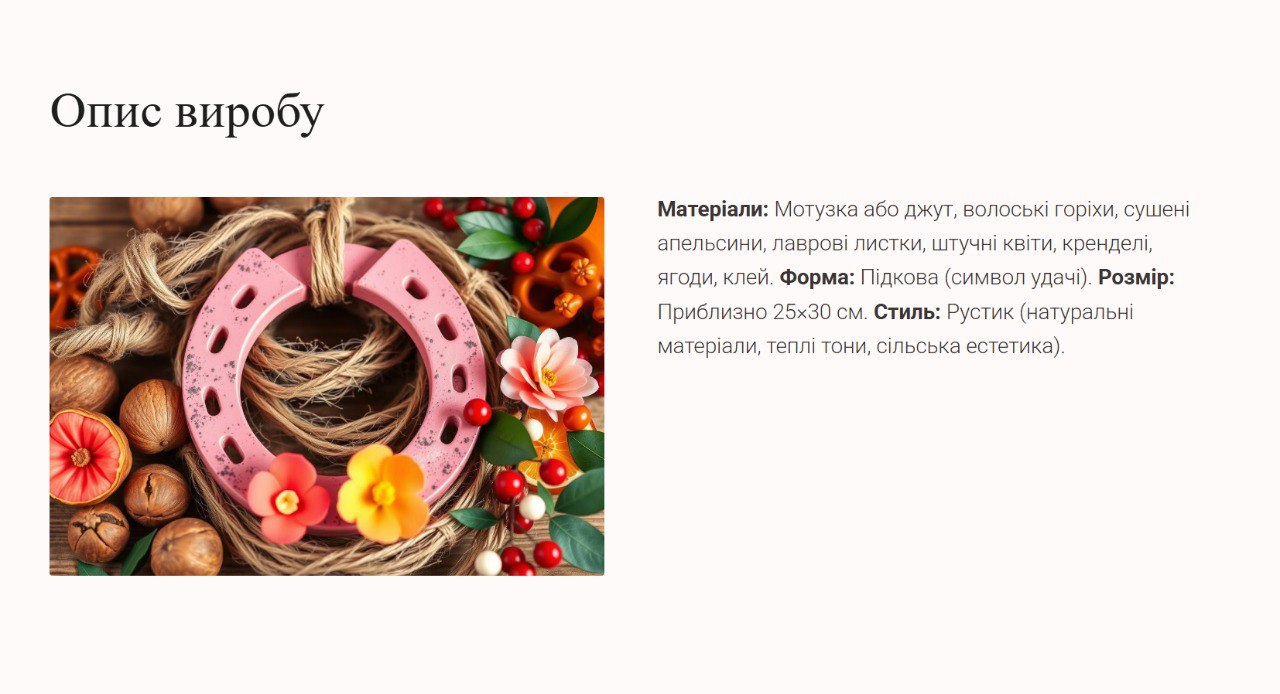 Опис виробу
Матеріали: Мотузка або джут, волоські горіхи, сушені
апельсини, лаврові листки, штучні квіти, кренделі,
ягоди, клей. Форма: Підкова (символ удачі). Розмір:
Приблизно 25×30 см. Стиль: Рустик (натуральні
матеріали, теплі тони, сільська естетика).